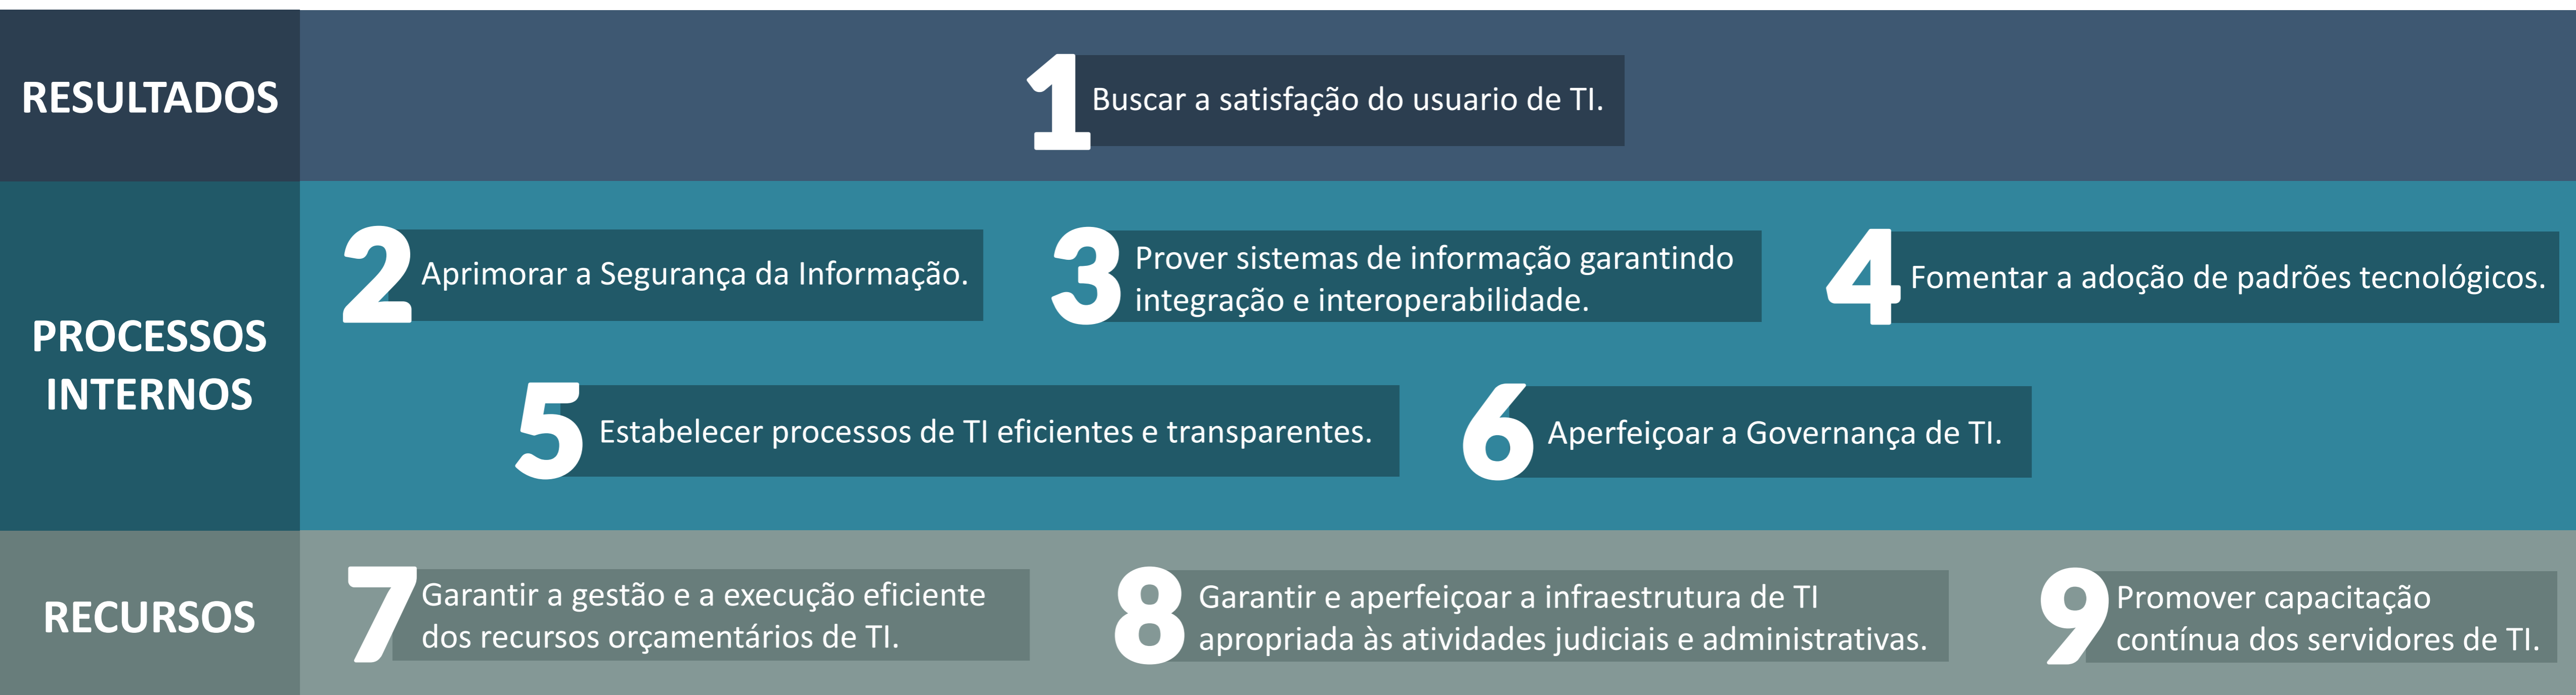 RESULTADOS
1
Buscar a satisfação do usuario de TI.
PROCESSOS
INTERNOS
2
Aprimorar a Segurança da Informação.
3
Prover sistemas de informação garantindo
integração e interoperabilidade.
4
Fomentar a adoção de padrões tecnológicos.
5
Estabelecer processos de TI eficientes e transparentes.
6
Aperfeiçoar a Governança de TI.
RECURSOS
7
Garantir a gestão e a execução eficiente
dos recursos orçamentários de TI.
8
Garantir e aperfeiçoar a infraestrutura de TI
apropriada às atividades judiciais e administrativas.
9
Promover capacitação
contínua dos servidores de TI.